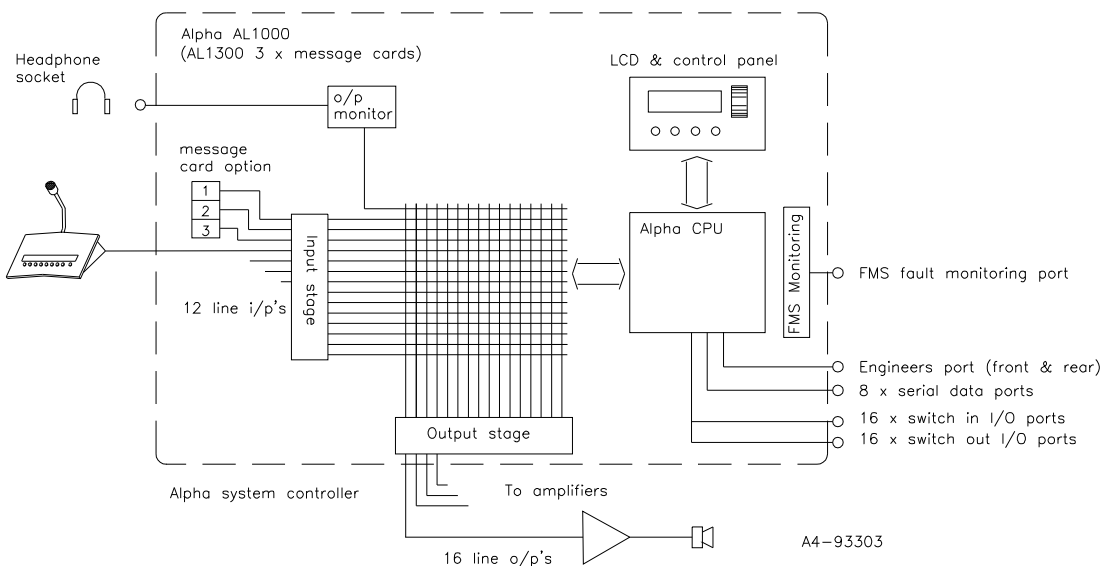 Alpha AL1000
(AL1300 3 x message cards)
Headphone
socket
o/p
monitor
LCD & control panel
message
card option
1
2
3
Input stage
12 line i/p's
Alpha CPU
FMS Monitoring
FMS fault monitoring port
Engineers port (front & rear)
8 x serial data ports
16 x switch in I/O ports
16 x switch out I/O ports
Output stage
Alpha system controller
To amplifiers
16 line o/p's
A4-93303